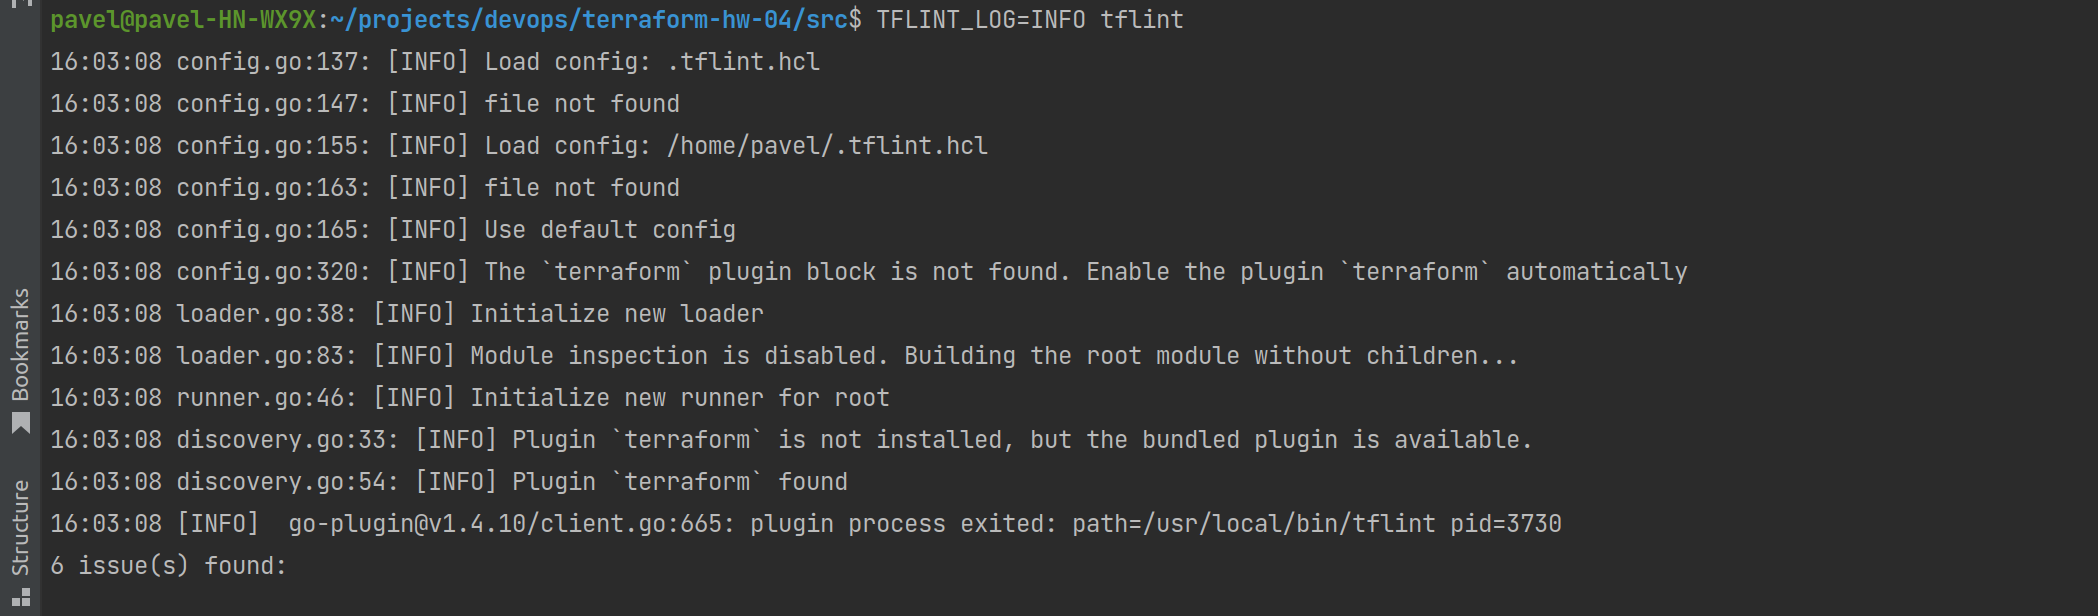 pavel@pavel-HN-WX9X:~/projects/devops/terraform-hw-04/src$ TFLINT_LOG=INFO tflint
16:03:08 config.go:137: [INFO] Load config: .tflint.hcl
16:03:08 config.go:147: [INFO] file not found
16:03:08 config.go:155: [INFO] Load config: /home/pavel/.tflint.hcl
16:03:08 config.go:163: [INFO] file not found
16:03:08 config.go:165: [INFO] Use default config
16:03:08 config.go:320: [INFO] The `terraform` plugin block is not found. Enable the plugin `terraform` automatically
16:03:08 loader.go:38: [INFO] Initialize new loader
16:03:08 loader.go:83: [INFO] Module inspection is disabled. Building the root module without children...
16:03:08 runner.go:46: [INFO] Initialize new runner for root
16:03:08 discovery.go:33: [INFO] Plugin `terraform` is not installed, but the bundled plugin is available.
16:03:08 discovery.go:54: [INFO] Plugin `terraform` found
16:03:08 [INFO]  go-plugin@v1.4.10/client.go:665: plugin process exited: path=/usr/local/bin/tflint pid=3730
6 issue(s) found:
Bookmarks
Structure